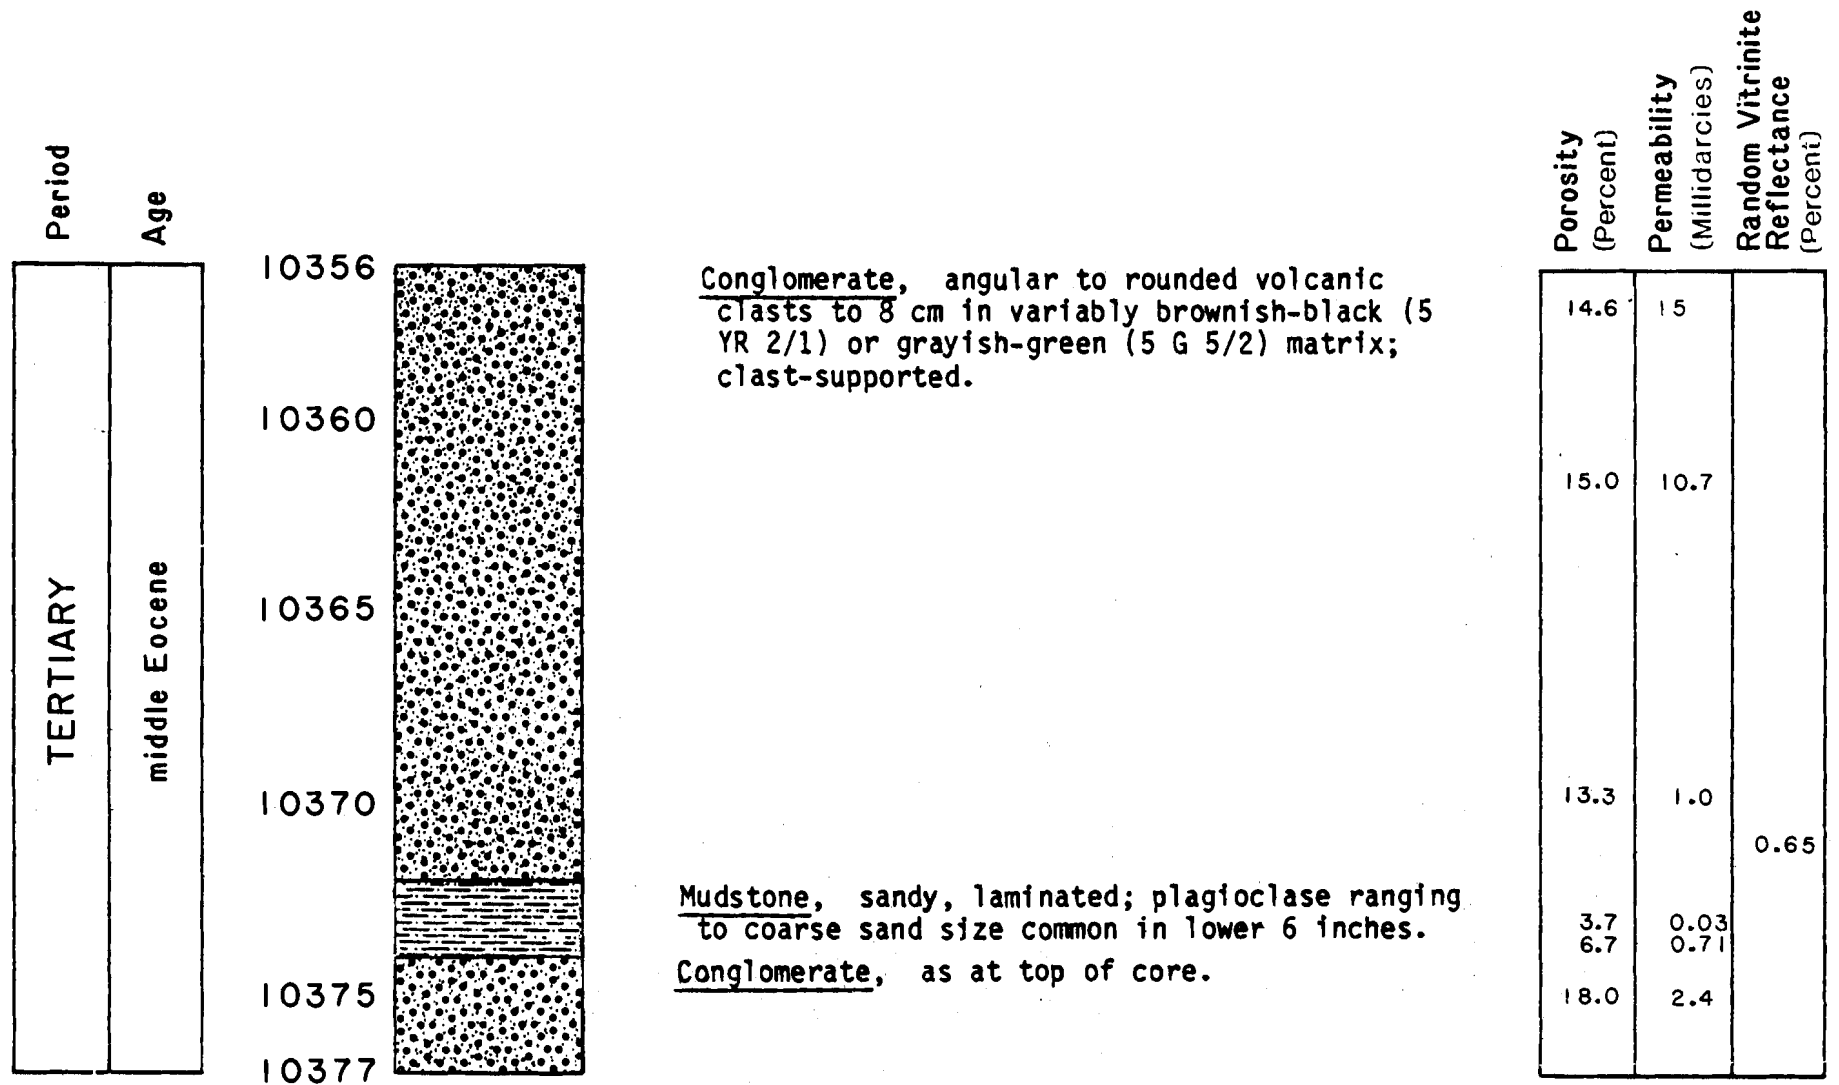 Period
Age
Porosity
(Percent)
Permeability
(Millidarcies)
Random Vitrinite
Reflectance
(Percent)
TERTIARY
middle Eocene
10356
10360
10365
10370
10375
10377
Conglomerate, angular to rounded volcanic
clasts to 8 cm in variably brownish-black (5
YR 2/1) or grayish-green (5 G 5/2) matrix;
clast-supported.
Mudstone, sandy, laminated; plagioclase ranging
to coarse sand size common in lower 6 inches.
Conglomerate, as at top of core.
14.6 15
15.0 10.7
13.3 1.0
0.65
3.7 0.03
6.7 0.71
18.0 2.4